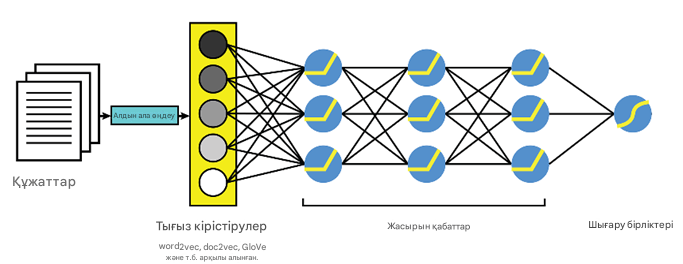 Алдын ала өңдеу
Құжаттар
Тығыз кірістірулер
word2vec, doc2vec, GloVe
және т.б. арқылы алынған.
Жасырын қабаттар
Шығару бірліктері